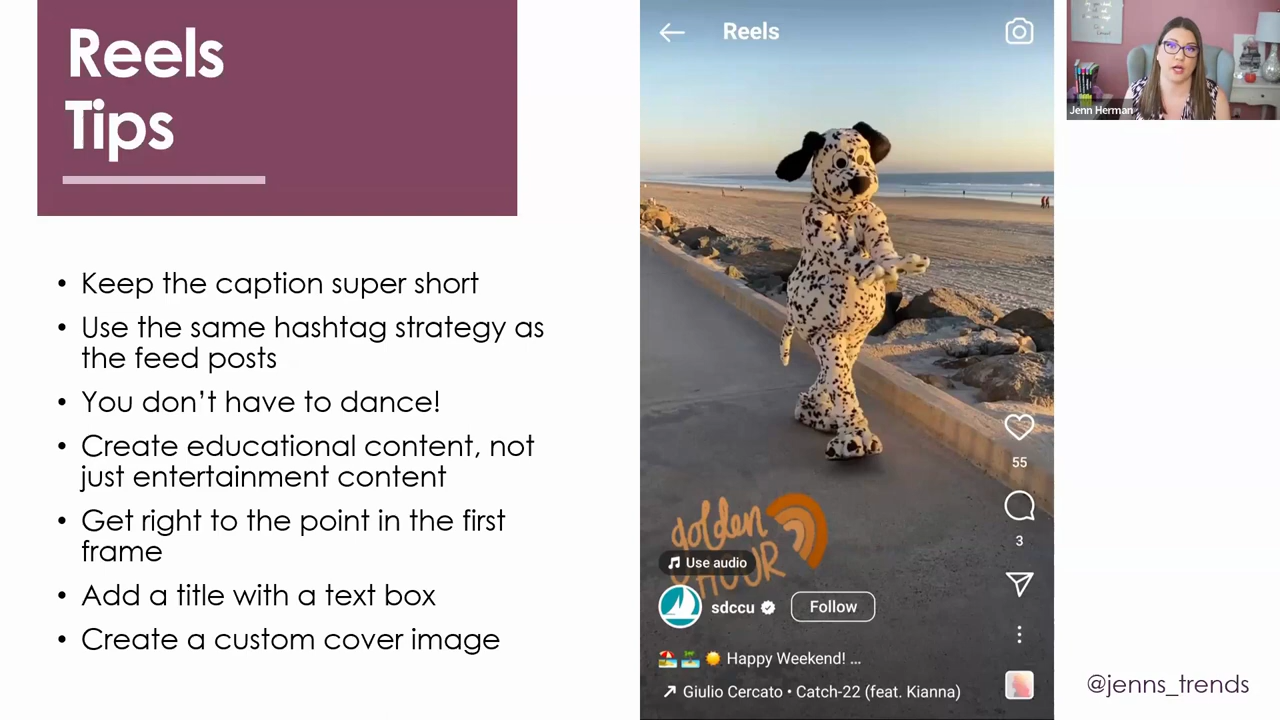 Reels
Tips
• Keep the caption super short
• Use the same hashtag strategy as
the feed posts
• You don’t have to dance!
• Create educational content, not
just entertainment content
• Get right to the point in the first
frame
• Add a title with a text box
• Create a custom cover image
Reels
golden
HOUR
Use audio
sdccu
Follow
Happy Weekend! ...
Giulio Cercato • Catch-22 (feat. Kianna)
55
3
Jenn Herman
@jenns_trends